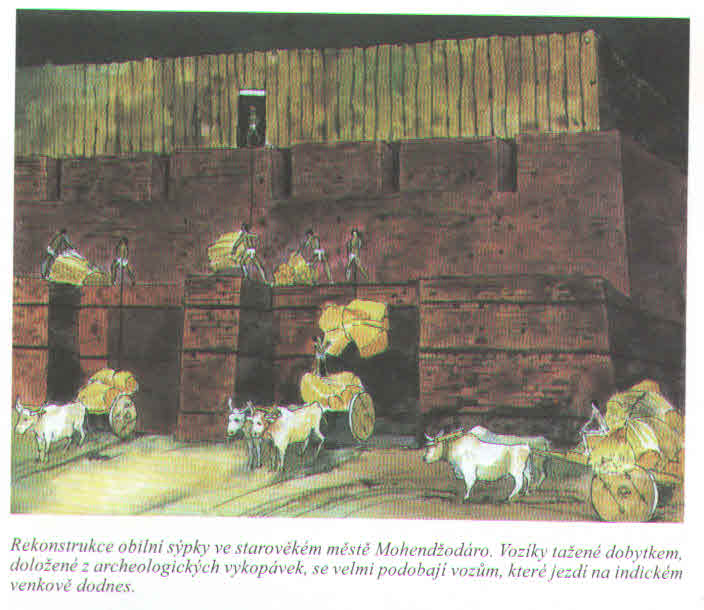 Rekonstrukce obilní sýpky ve starověkém městě Mohendžodáro. Vozíky tažené dobytkem,
doložené z archeologických vykopávek, se velmi podobají vozům, které jezdí na indickém
venkově dodnes.